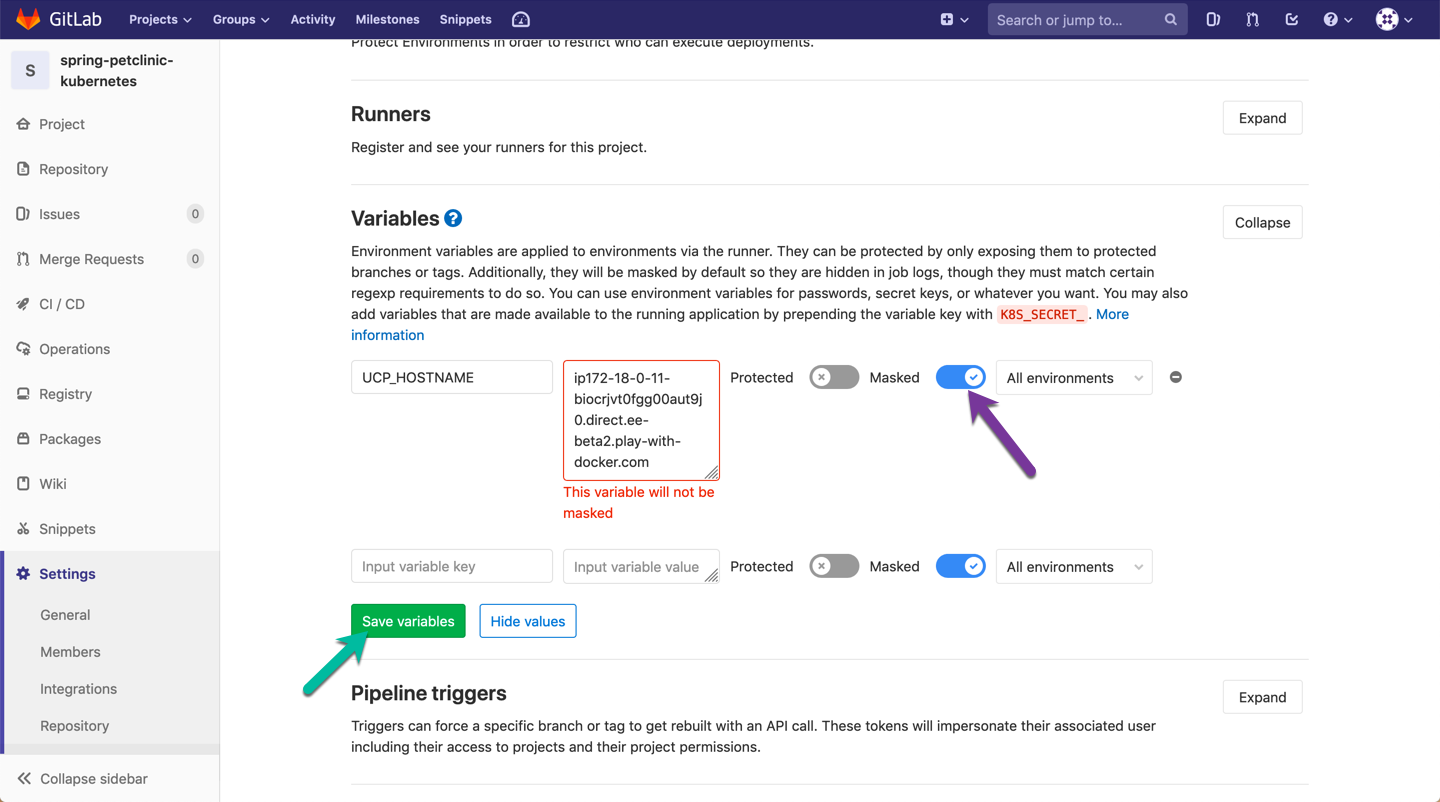 GitLab
Projects
Groups
Activity
Milestones
Snippets
Search or jump to...
S
spring-petclinic-
kubernetes
Project
Repository
Issues
0
Merge Requests
0
CI / CD
Operations
Registry
Packages
Wiki
Snippets
Settings
General
Members
Integrations
Repository
Collapse sidebar
Protect Environments in order to restrict who can execute deployments.
Runners
Expand
Register and see your runners for this project.
Variables
Collapse
Environment variables are applied to environments via the runner. They can be protected by only exposing them to protected
branches or tags. Additionally, they will be masked by default so they are hidden in job logs, though they must match certain
regexp requirements to do so. You can use environment variables for passwords, secret keys, or whatever you want. You may also
add variables that are made available to the running application by prepending the variable key with K8S_SECRET_. More
information
UCP_HOSTNAME
ip172-18-0-11-
biocrjvt0fgg00aut9j
0.direct.ee-
beta2.play-with-
docker.com
Protected
Masked
All environments
This variable will not be
masked
Input variable key
Input variable value
Protected
Masked
All environments
Save variables
Hide values
Pipeline triggers
Expand
Triggers can force a specific branch or tag to get rebuilt with an API call. These tokens will impersonate their associated user
including their access to projects and their project permissions.